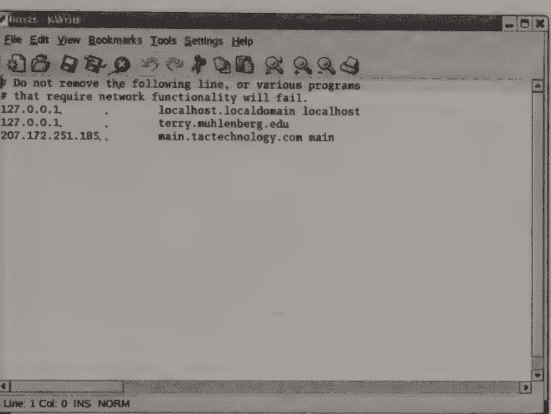 hosts - KWrite
File Edit View Bookmarks Tools Settings Help
# Do not remove the following line, or various programs
# that require network functionality will fail.
127.0.0.1 localhost.localdomain localhost
127.0.0.1 terry.muhlenberg.edu
207.172.251.185 main.tactechnology.com main
Line: 1 Col: 0 INS NORM